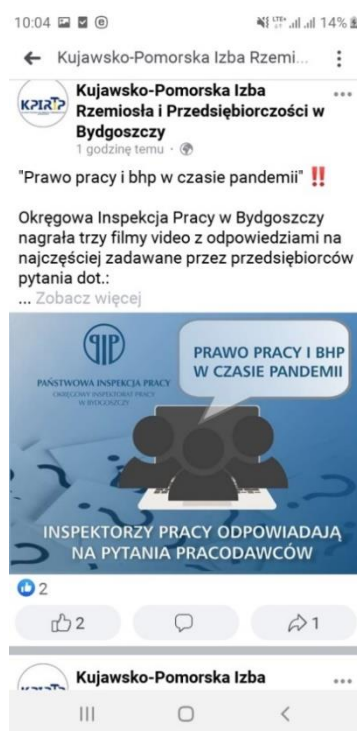 10:04
LTE+
14%
Kujawsko-Pomorska Izba Rzemi...
KPIRiP
Kujawsko-Pomorska Izba
Rzemiosła i Przedsiębiorczości w
Bydgoszczy
1 godzinę temu ·
"Prawo pracy i bhp w czasie pandemii" ‼
Okręgowa Inspekcja Pracy w Bydgoszczy
nagrała trzy filmy video z odpowiedziami na
najczęściej zadawane przez przedsiębiorców
pytania dot.:
... Zobacz więcej
PRAWO PRACY I BHP
W CZASIE PANDEMII
PIP
PAŃSTWOWA INSPEKCJA PRACY
OKRĘGOWY INSPEKTORAT PRACY
W BYDGOSZCZY
INSPEKTORZY PRACY ODPOWIADAJĄ
NA PYTANIA PRACODAWCÓW
2
2
1
Kujawsko-Pomorska Izba